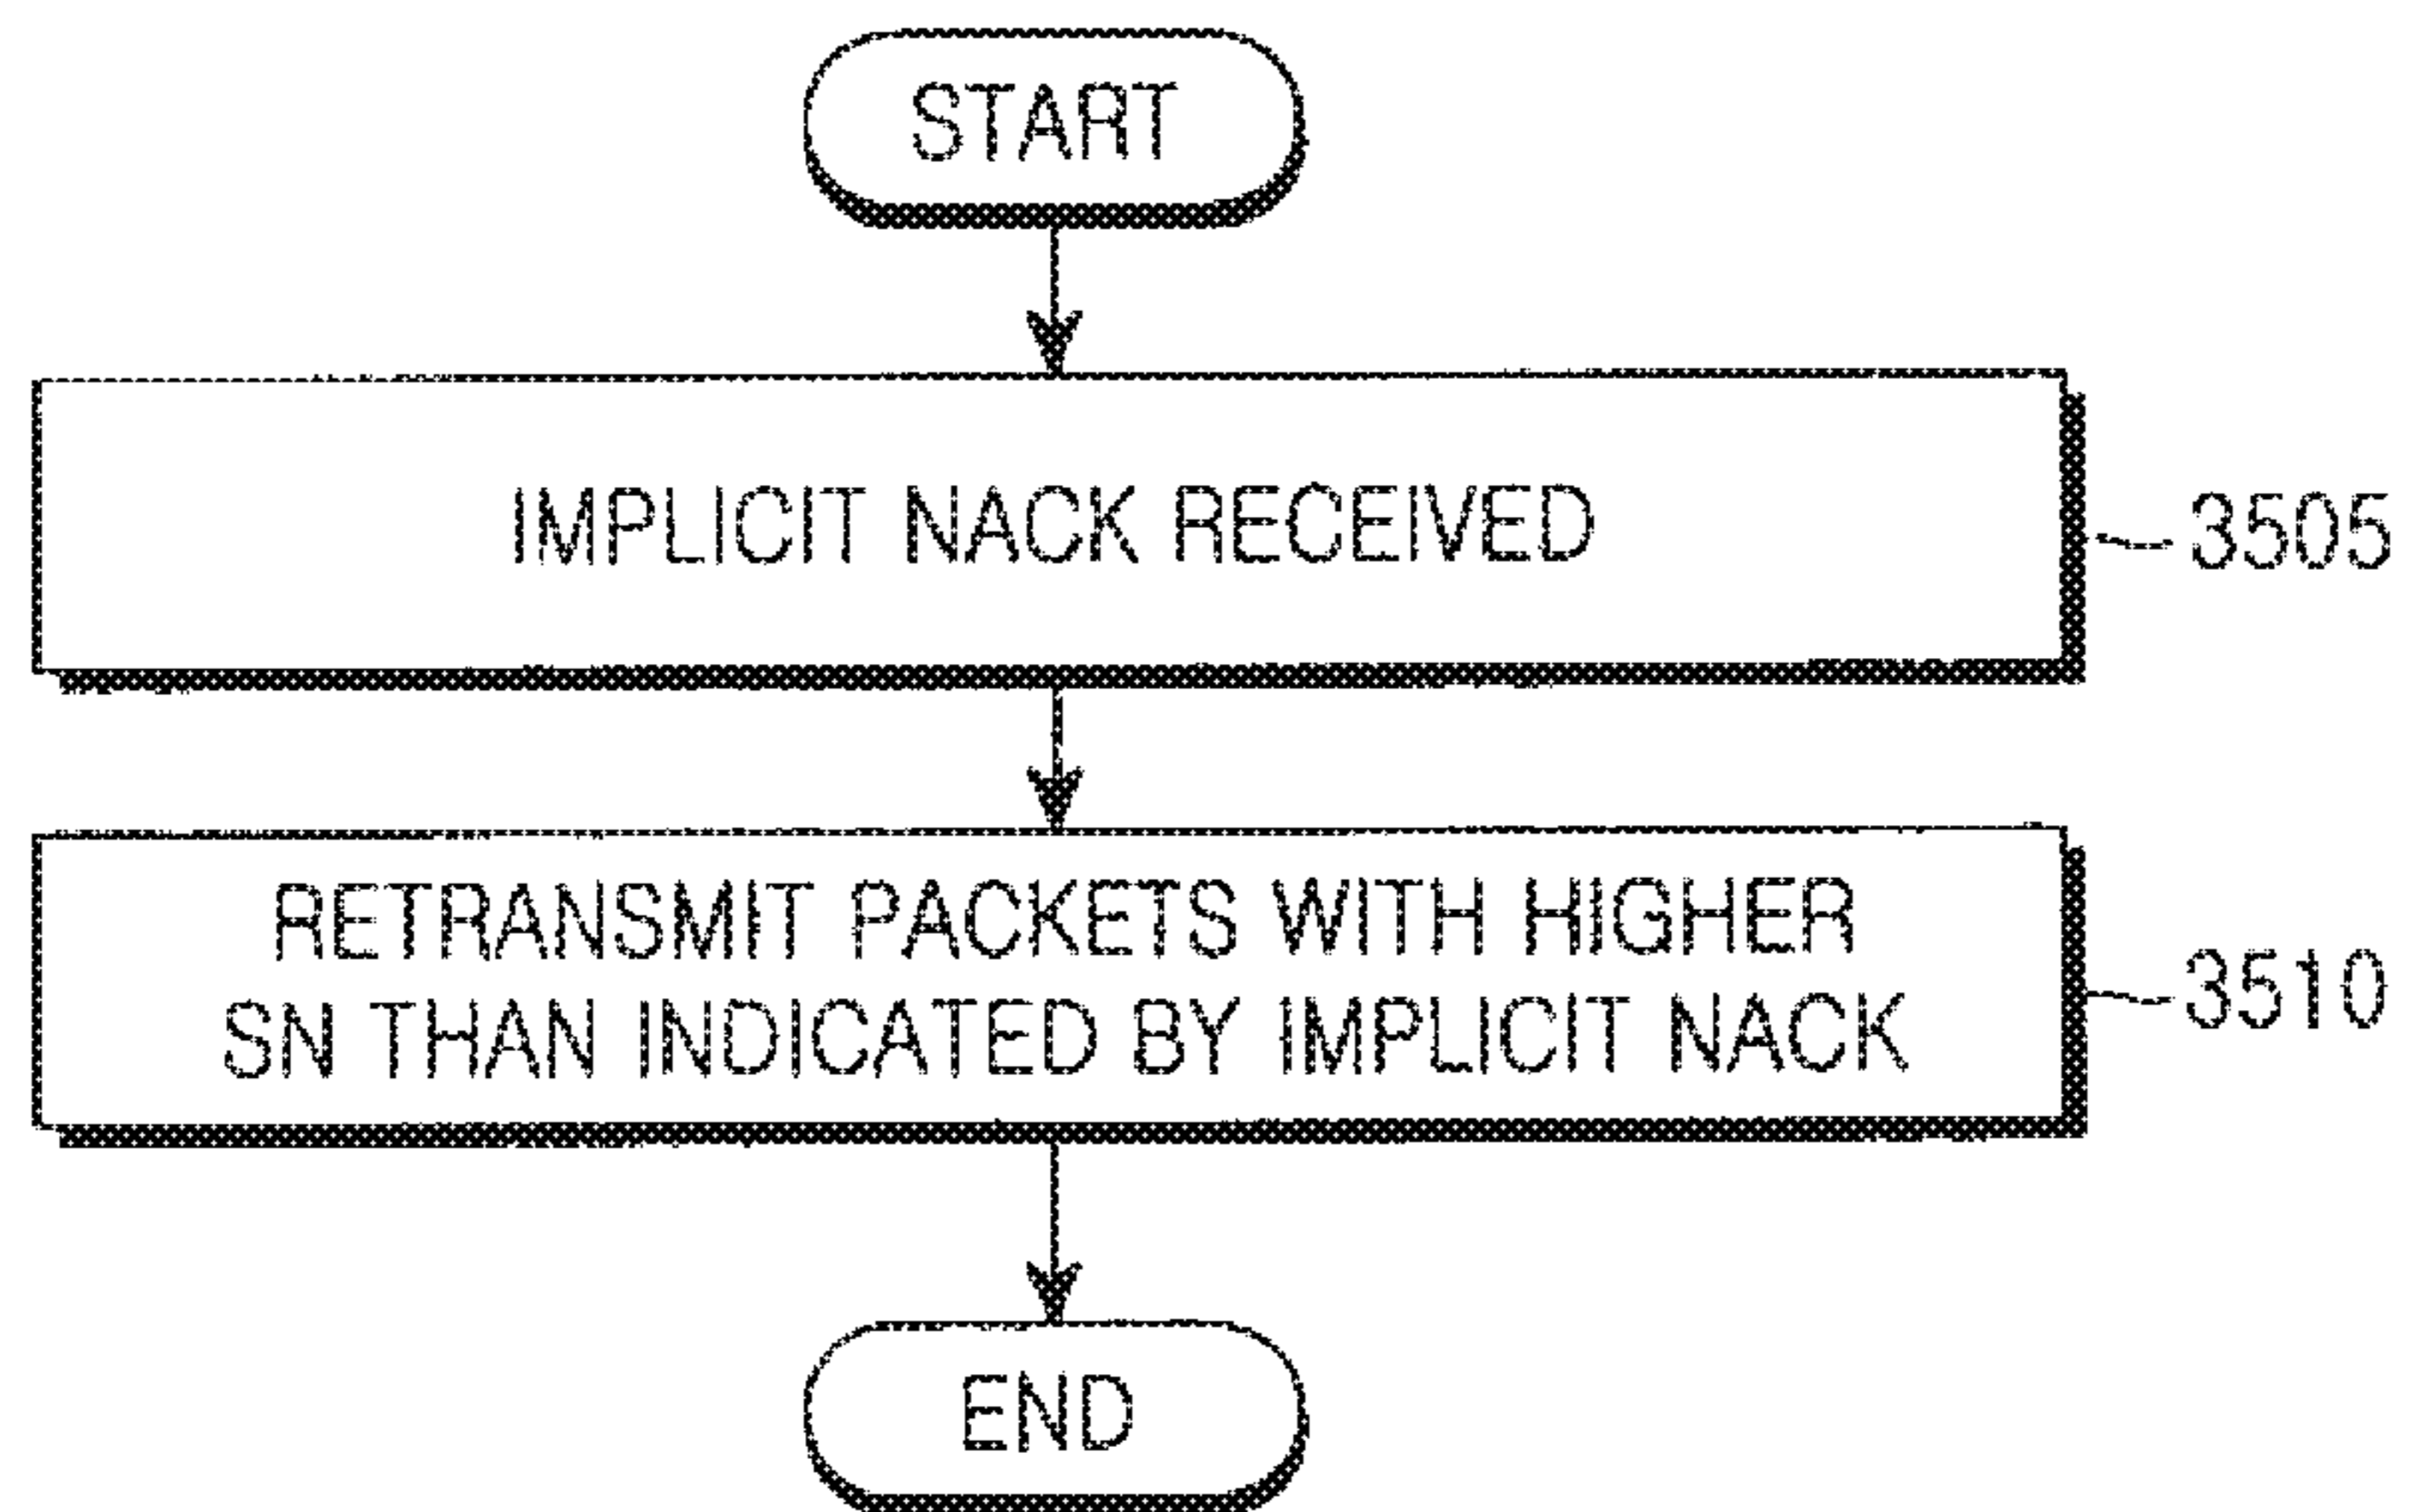 START
IMPLICIT NACK RECEIVED
3505
RETRANSMIT PACKETS WITH HIGHER
SN THAN INDICATED BY IMPLICIT NACK
3510
END